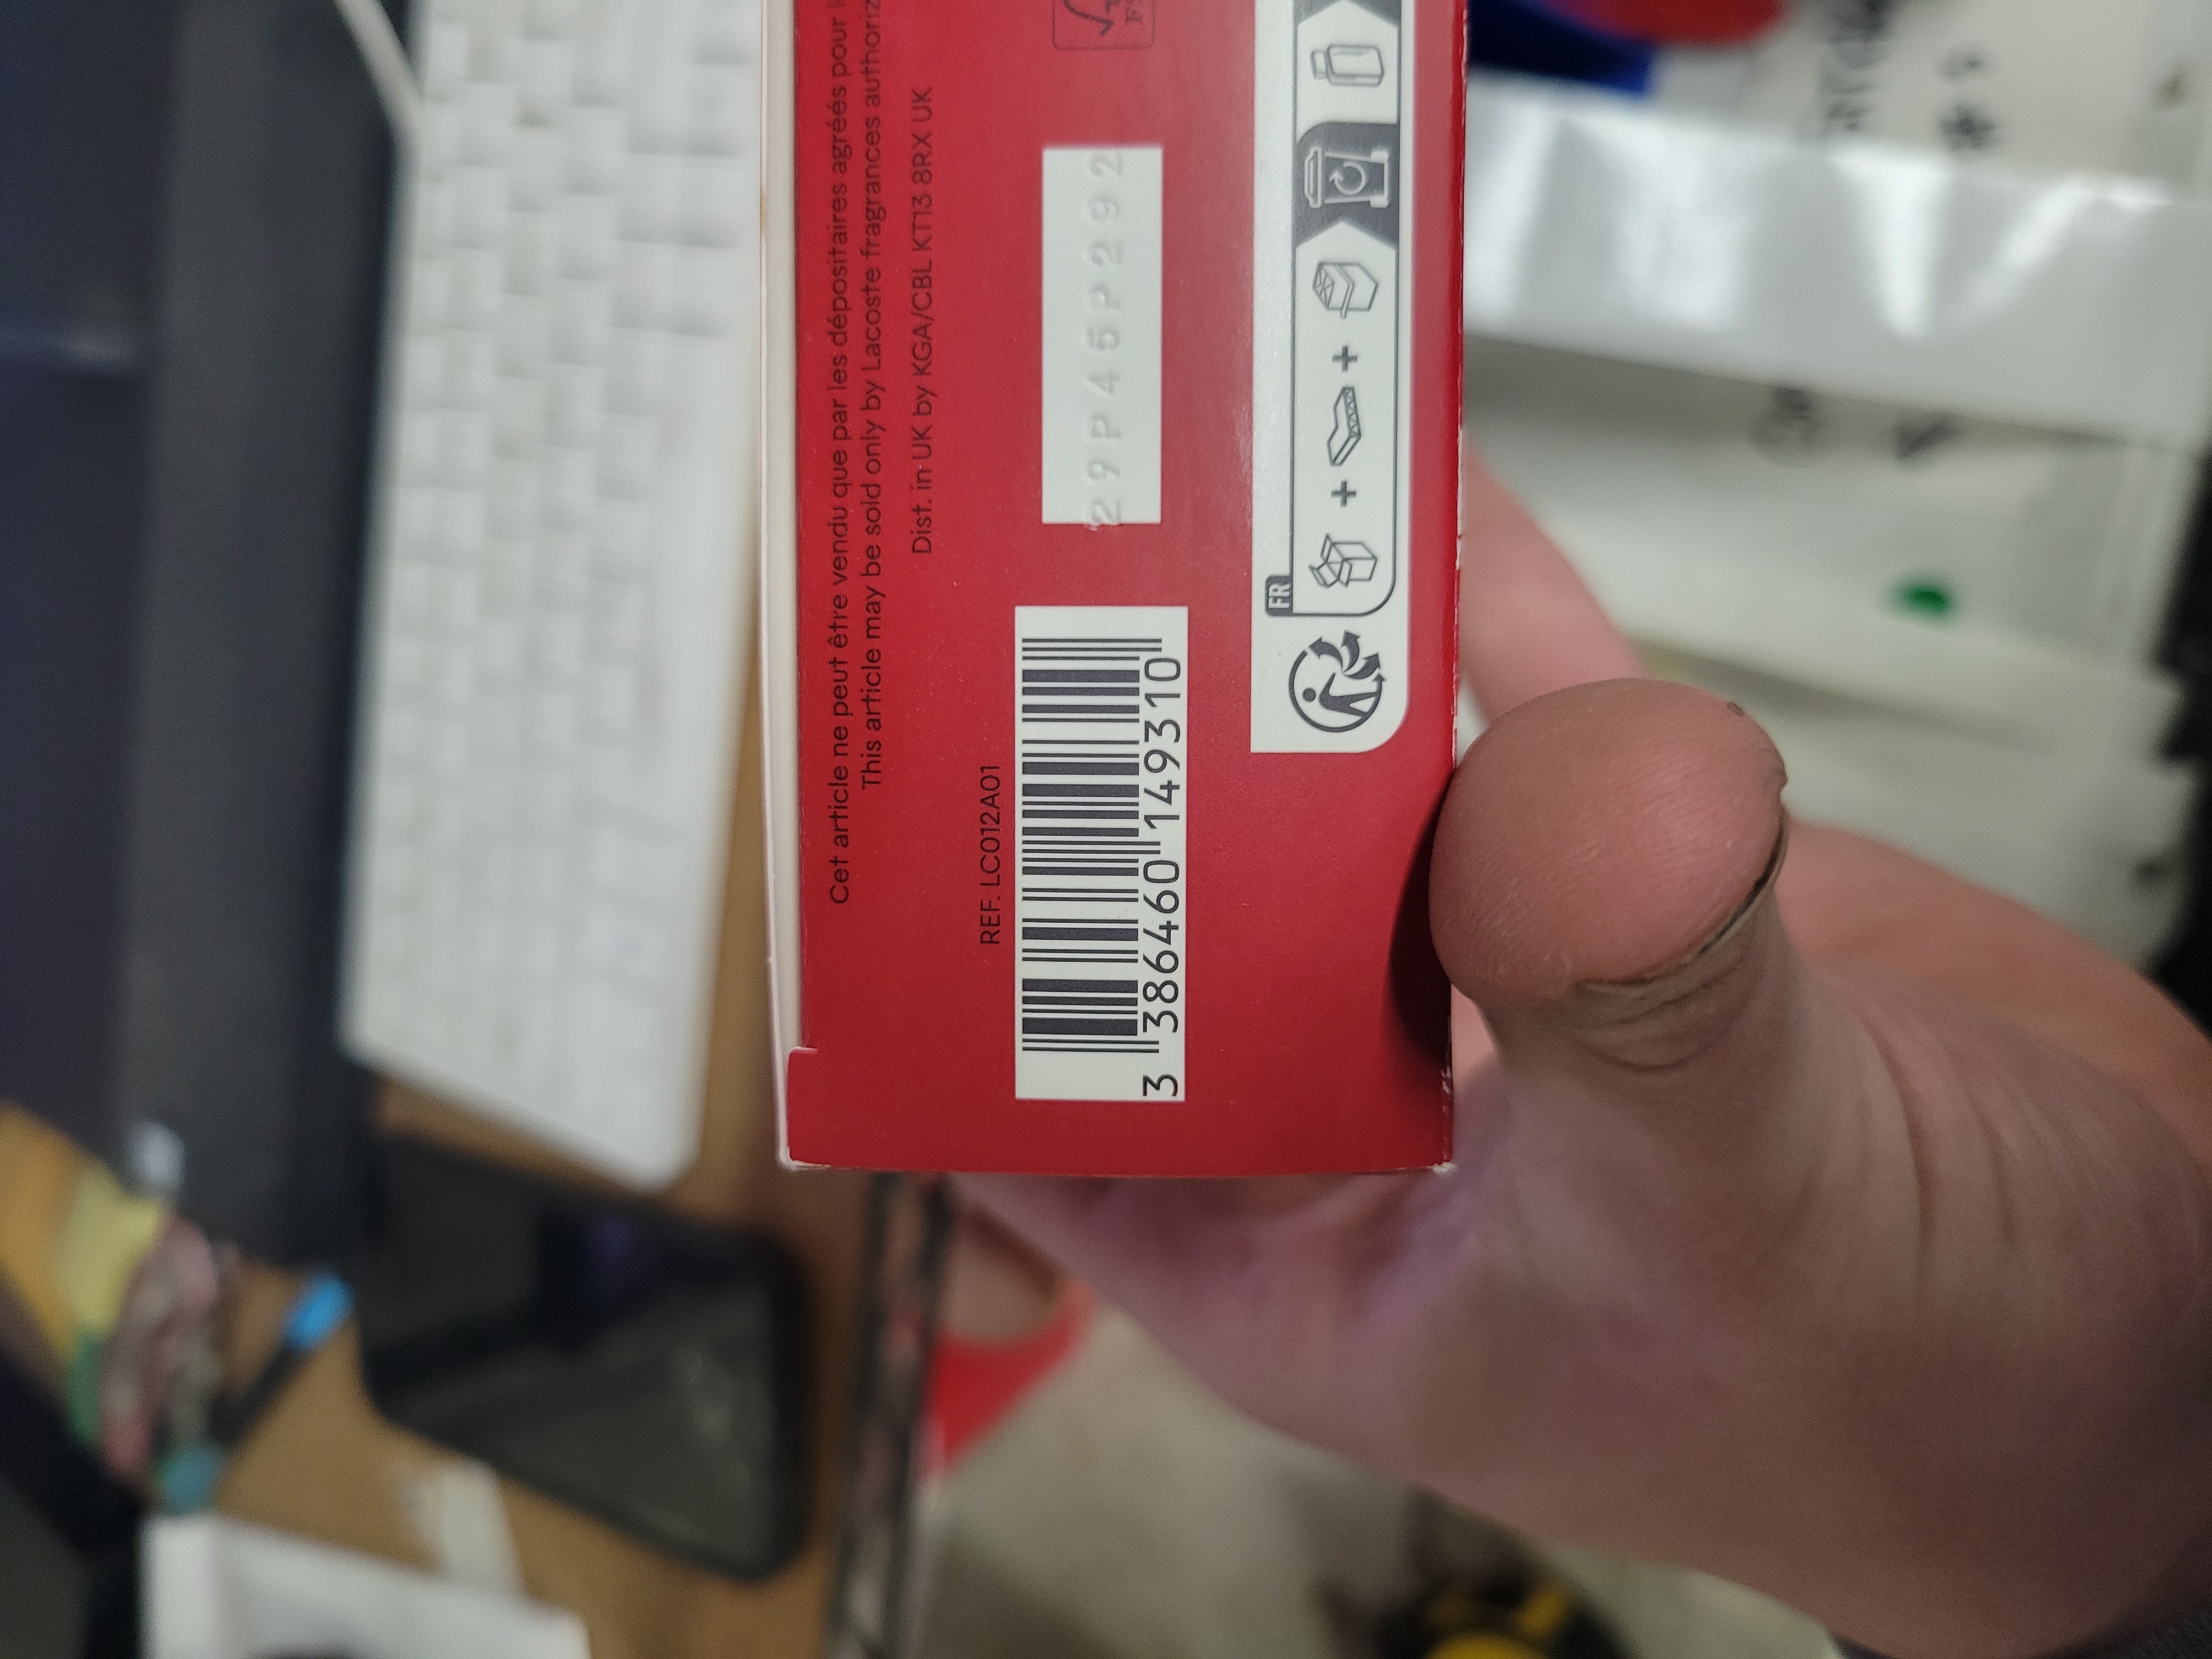 Cet article ne peut être vendu que par les dépositaires agréés pour
This article may be sold only by Lacoste fragrances
Dist. in UK by KGA/CBL KT13 8RX UK
REF. LC012A01
3 386460 149310
29P45P292
FR